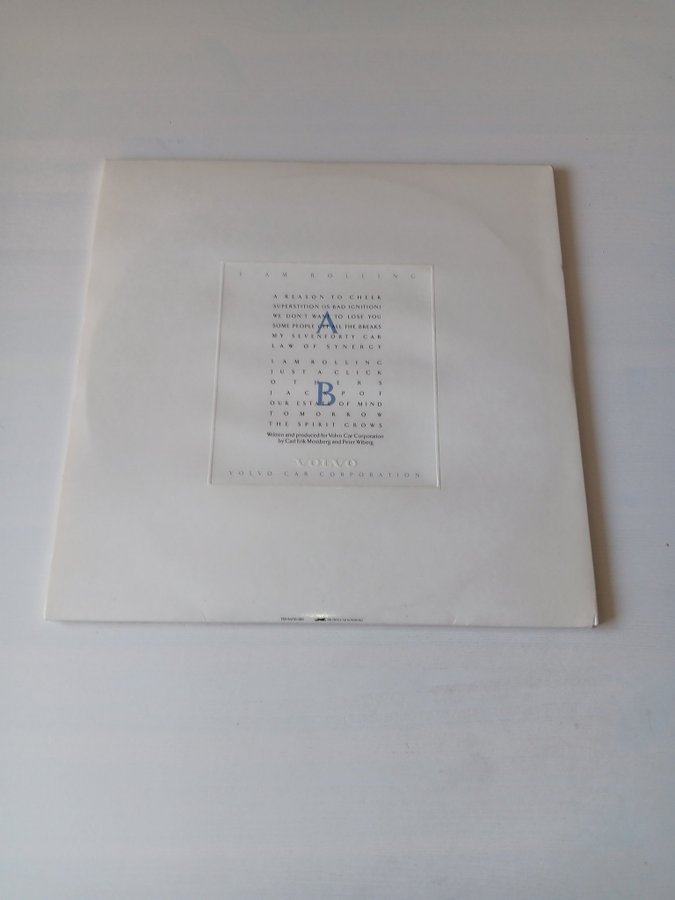 I AM ROLLING
A REASON TO CHEER
SUPERSTITION (IS BAD IGNITION)
WE DON'T WANT TO LOSE YOU
SOME PEOPLE GET ALL THE BREAKS
MY SEVENFORTY CAR
LAW OF SYNERGY
A
I AM ROLLING
JUST A CLICK
OTHERS
JACKPOT
OUR ESTATE OF MIND
TOMORROW
THE SPIRIT GROWS
B
Written and produced for Volvo Car Corporation
by Carl Erik Mossberg and Peter Wiberg
VOLVO
VOLVO CAR CORPORATION